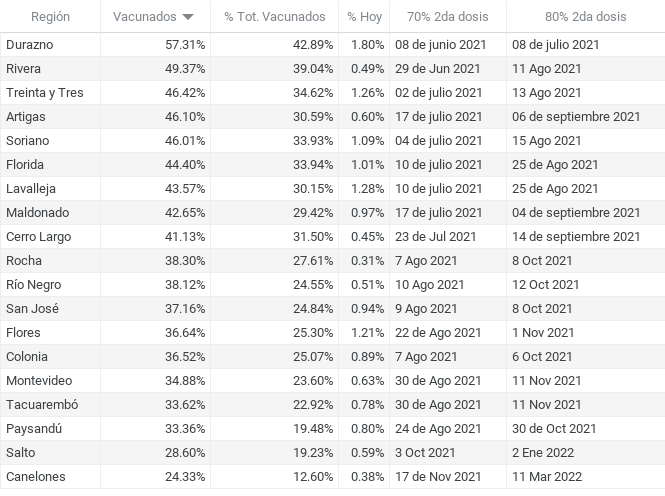 Región Vacunados % Tot. Vacunados % Hoy 70% 2da dosis 80% 2da dosis
Durazno 57.31% 42.89% 1.80% 08 de junio 2021 08 de julio 2021
Rivera 49.37% 39.04% 0.49% 29 de Jun 2021 11 Ago 2021
Treinta y Tres 46.42% 34.62% 1.26% 02 de julio 2021 13 Ago 2021
Artigas 46.10% 30.59% 0.60% 17 de julio 2021 06 de septiembre 2021
Soriano 46.01% 33.93% 1.09% 04 de julio 2021 15 Ago 2021
Florida 44.40% 33.94% 1.01% 10 de julio 2021 25 de Ago 2021
Lavalleja 43.57% 30.15% 1.28% 10 de julio 2021 25 de Ago 2021
Maldonado 42.65% 29.42% 0.97% 17 de julio 2021 04 de septiembre 2021
Cerro Largo 41.13% 31.50% 0.45% 23 de Jul 2021 14 de septiembre 2021
Rocha 38.30% 27.61% 0.31% 7 Ago 2021 8 Oct 2021
Río Negro 38.12% 24.55% 0.51% 10 Ago 2021 12 Oct 2021
San José 37.16% 24.84% 0.94% 9 Ago 2021 8 Oct 2021
Flores 36.64% 25.30% 1.21% 22 de Ago 2021 1 Nov 2021
Colonia 36.52% 25.07% 0.89% 7 Ago 2021 6 Oct 2021
Montevideo 34.88% 23.60% 0.63% 30 de Ago 2021 11 Nov 2021
Tacuarembó 33.62% 22.92% 0.78% 30 de Ago 2021 11 Nov 2021
Paysandú 33.36% 19.48% 0.80% 24 de Ago 2021 30 de Oct 2021
Salto 28.60% 19.23% 0.59% 3 Oct 2021 2 Ene 2022
Canelones 24.33% 12.60% 0.38% 17 de Nov 2021 11 Mar 2022